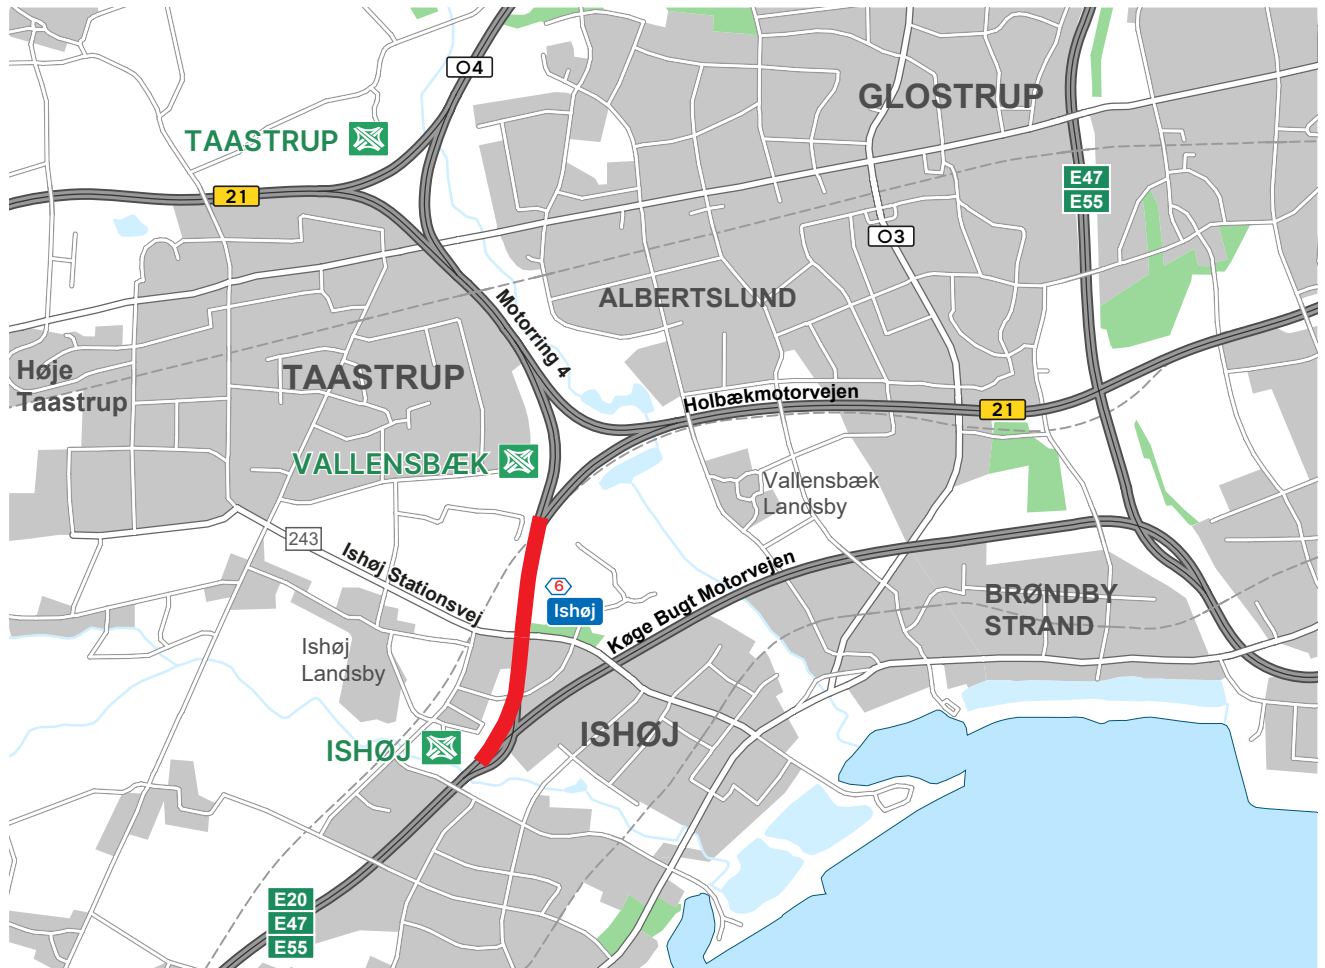 O4
GLOSTRUP
TAASTRUP
21
E47
E55
O3
ALBERTSLUND
Motorring 4
Høje
Taastrup
TAASTRUP
Holbækmotorvejen
21
VALLENSBÆK
Vallensbæk
Landsby
243
Ishøj Stationsvej
6
Ishøj
Køge Bugt Motorvejen
BRØNDBY
STRAND
Ishøj
Landsby
ISHØJ
ISHØJ
E20
E47
E55